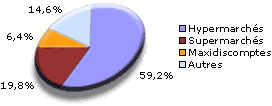 14,6%
6,4%
19,8%
59,2%
Hypermarchés
Supermarchés
Maxidiscomptes
Autres